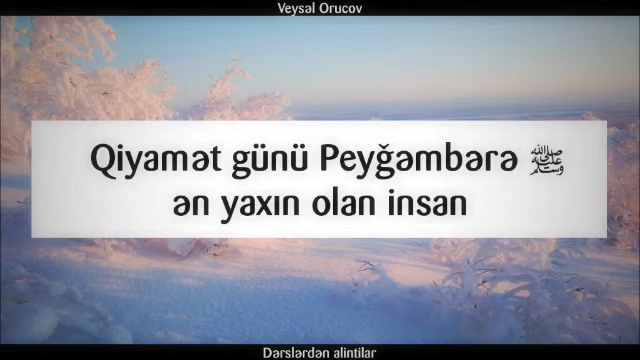 Veysəl Orucov
Qiyamət günü Peyğəmbərə ﷺ
ən yaxın olan insan
Dərslərdən alıntılar